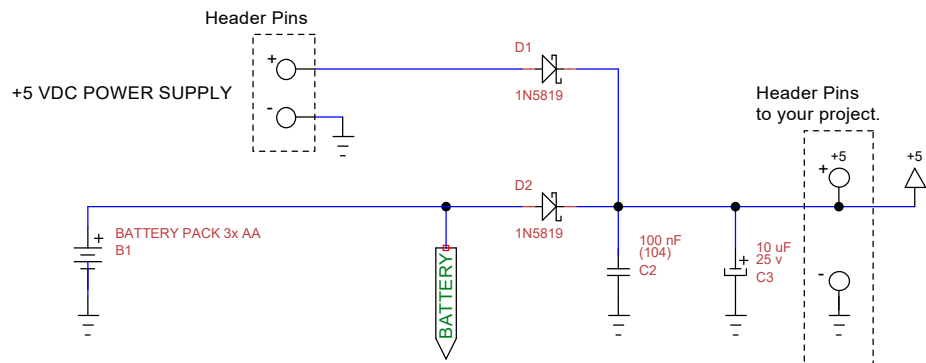 Header Pins
D1
+
1N5819
+5 VDC POWER SUPPLY
-
Header Pins
to your project.
+5
+
+5
D2
1N5819
BATTERY PACK 3x AA
+
B1
BATTERY
100 nF
(104)
C2
10 uF
25 v
+
C3
-